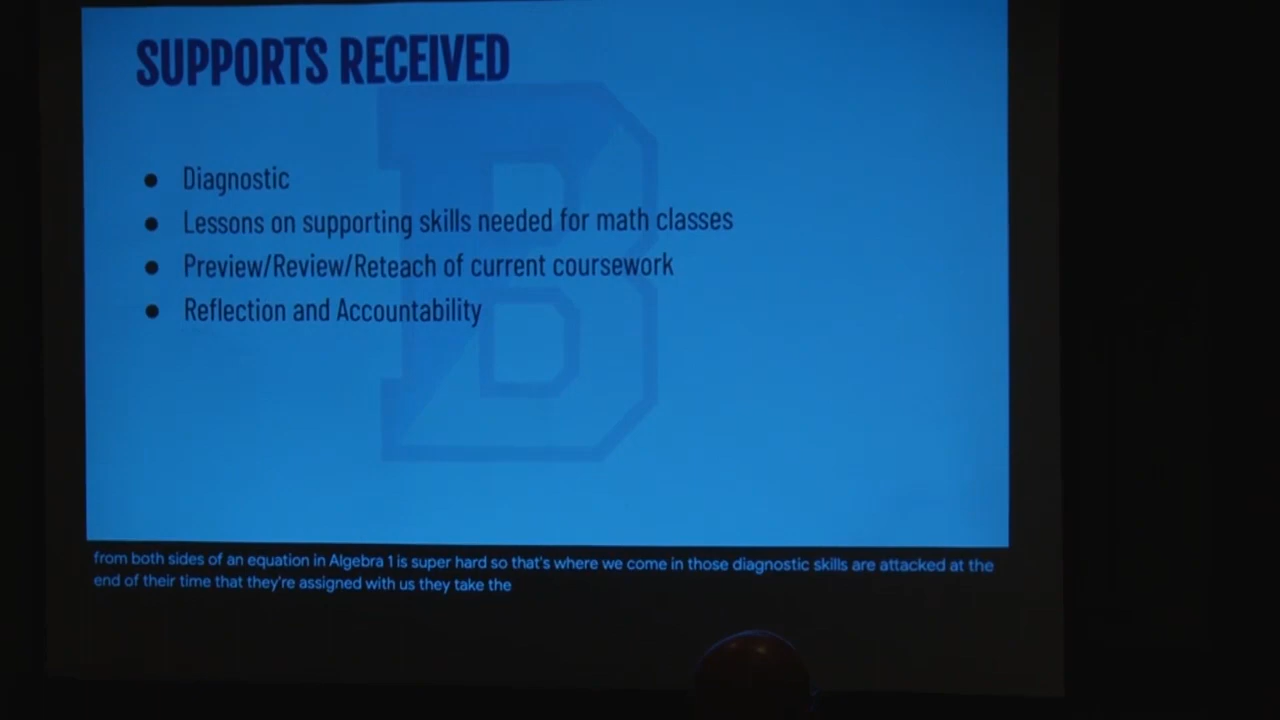 SUPPORTS RECEIVED
● Diagnostic
● Lessons on supporting skills needed for math classes
● Preview/Review/Reteach of current coursework
● Reflection and Accountability
B
from both sides of an equation in Algebra 1 is super hard so that's where we come in those diagnostic skills are attacked at the
end of their time that they're assigned with us they take the